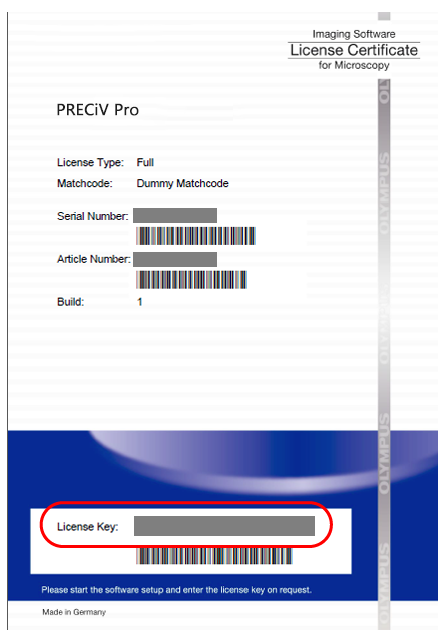 Imaging Software
License Certificate
for Microscopy
PRECiV Pro
License Type: Full
Matchcode: Dummy Matchcode
Serial Number:
Article Number:
Build: 1
License Key:
Please start the software setup and enter the license key on request.
Made in Germany
OLYMPUS
OLYMPUS
OLYMPUS
OLYMPUS
OLYMPUS